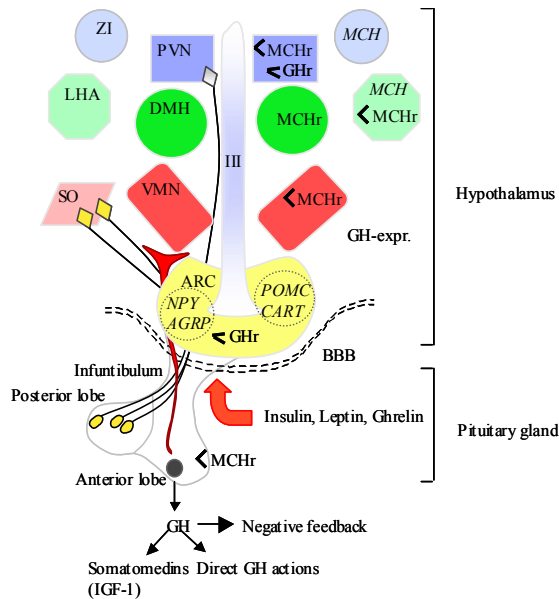 ZI
PVN
MCHr
GHr
MCH
LHA
DMH
MCHr
MCH
MCHr
III
Hypothalamus
SO
VMN
MCHr
GH-expr.
ARC
NPY
AGRP
POMC
CART
GHr
BBB
Infuntibulum
Posterior lobe
Insulin, Leptin, Ghrelin
Pituitary gland
MCHr
Anterior lobe
GH
Negative feedback
Somatomedins
(IGF-1)
Direct GH actions